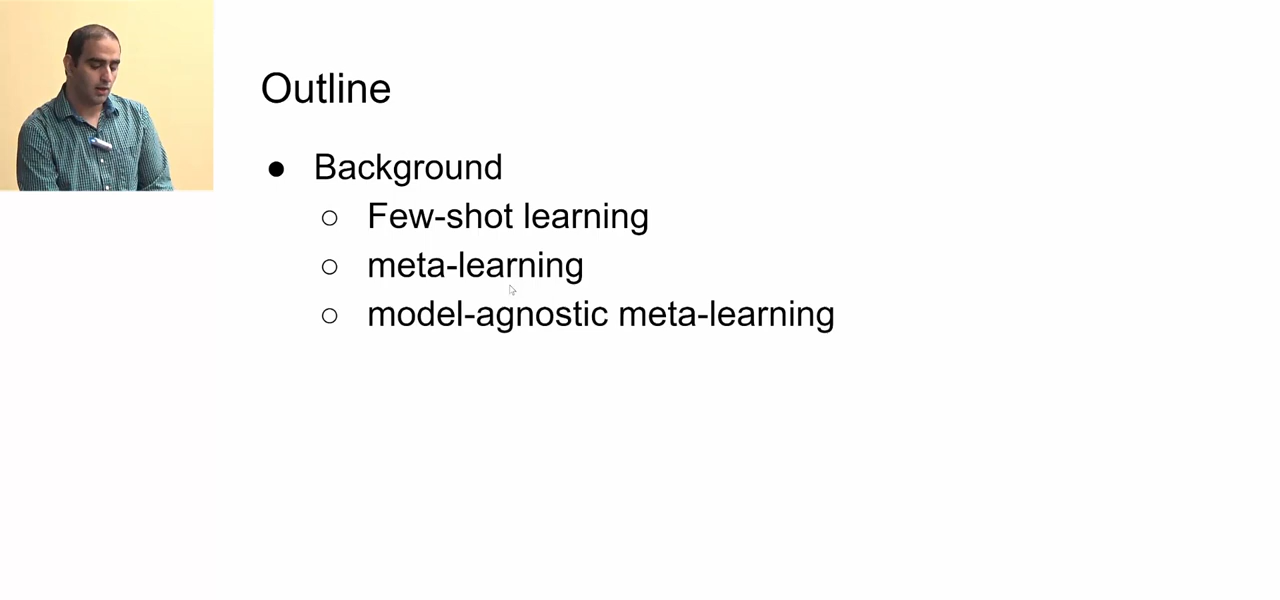 Outline
● Background
○ Few-shot learning
○ meta-learning
○ model-agnostic meta-learning